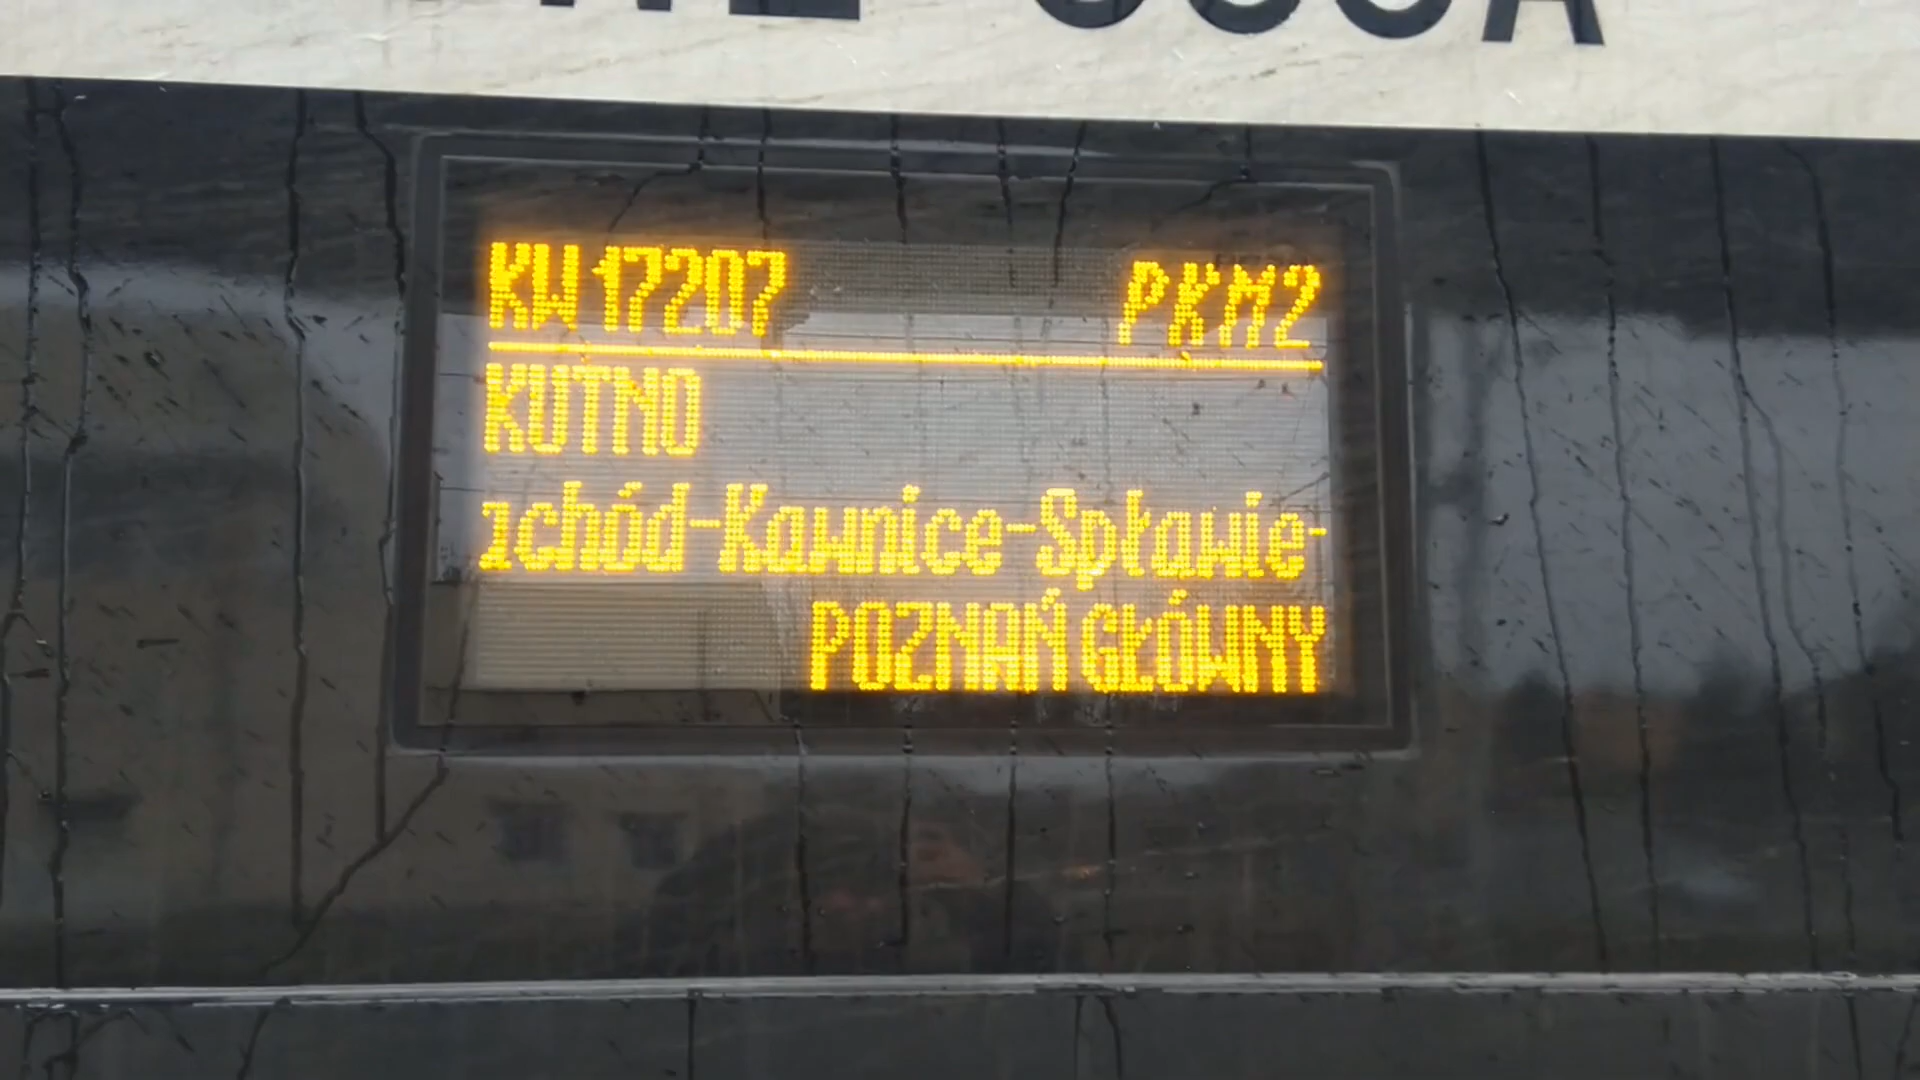 KW 17207 PKM2
KUTNO
zchód-Kawnice-Spławie-
POZNAŃ GŁÓWNY